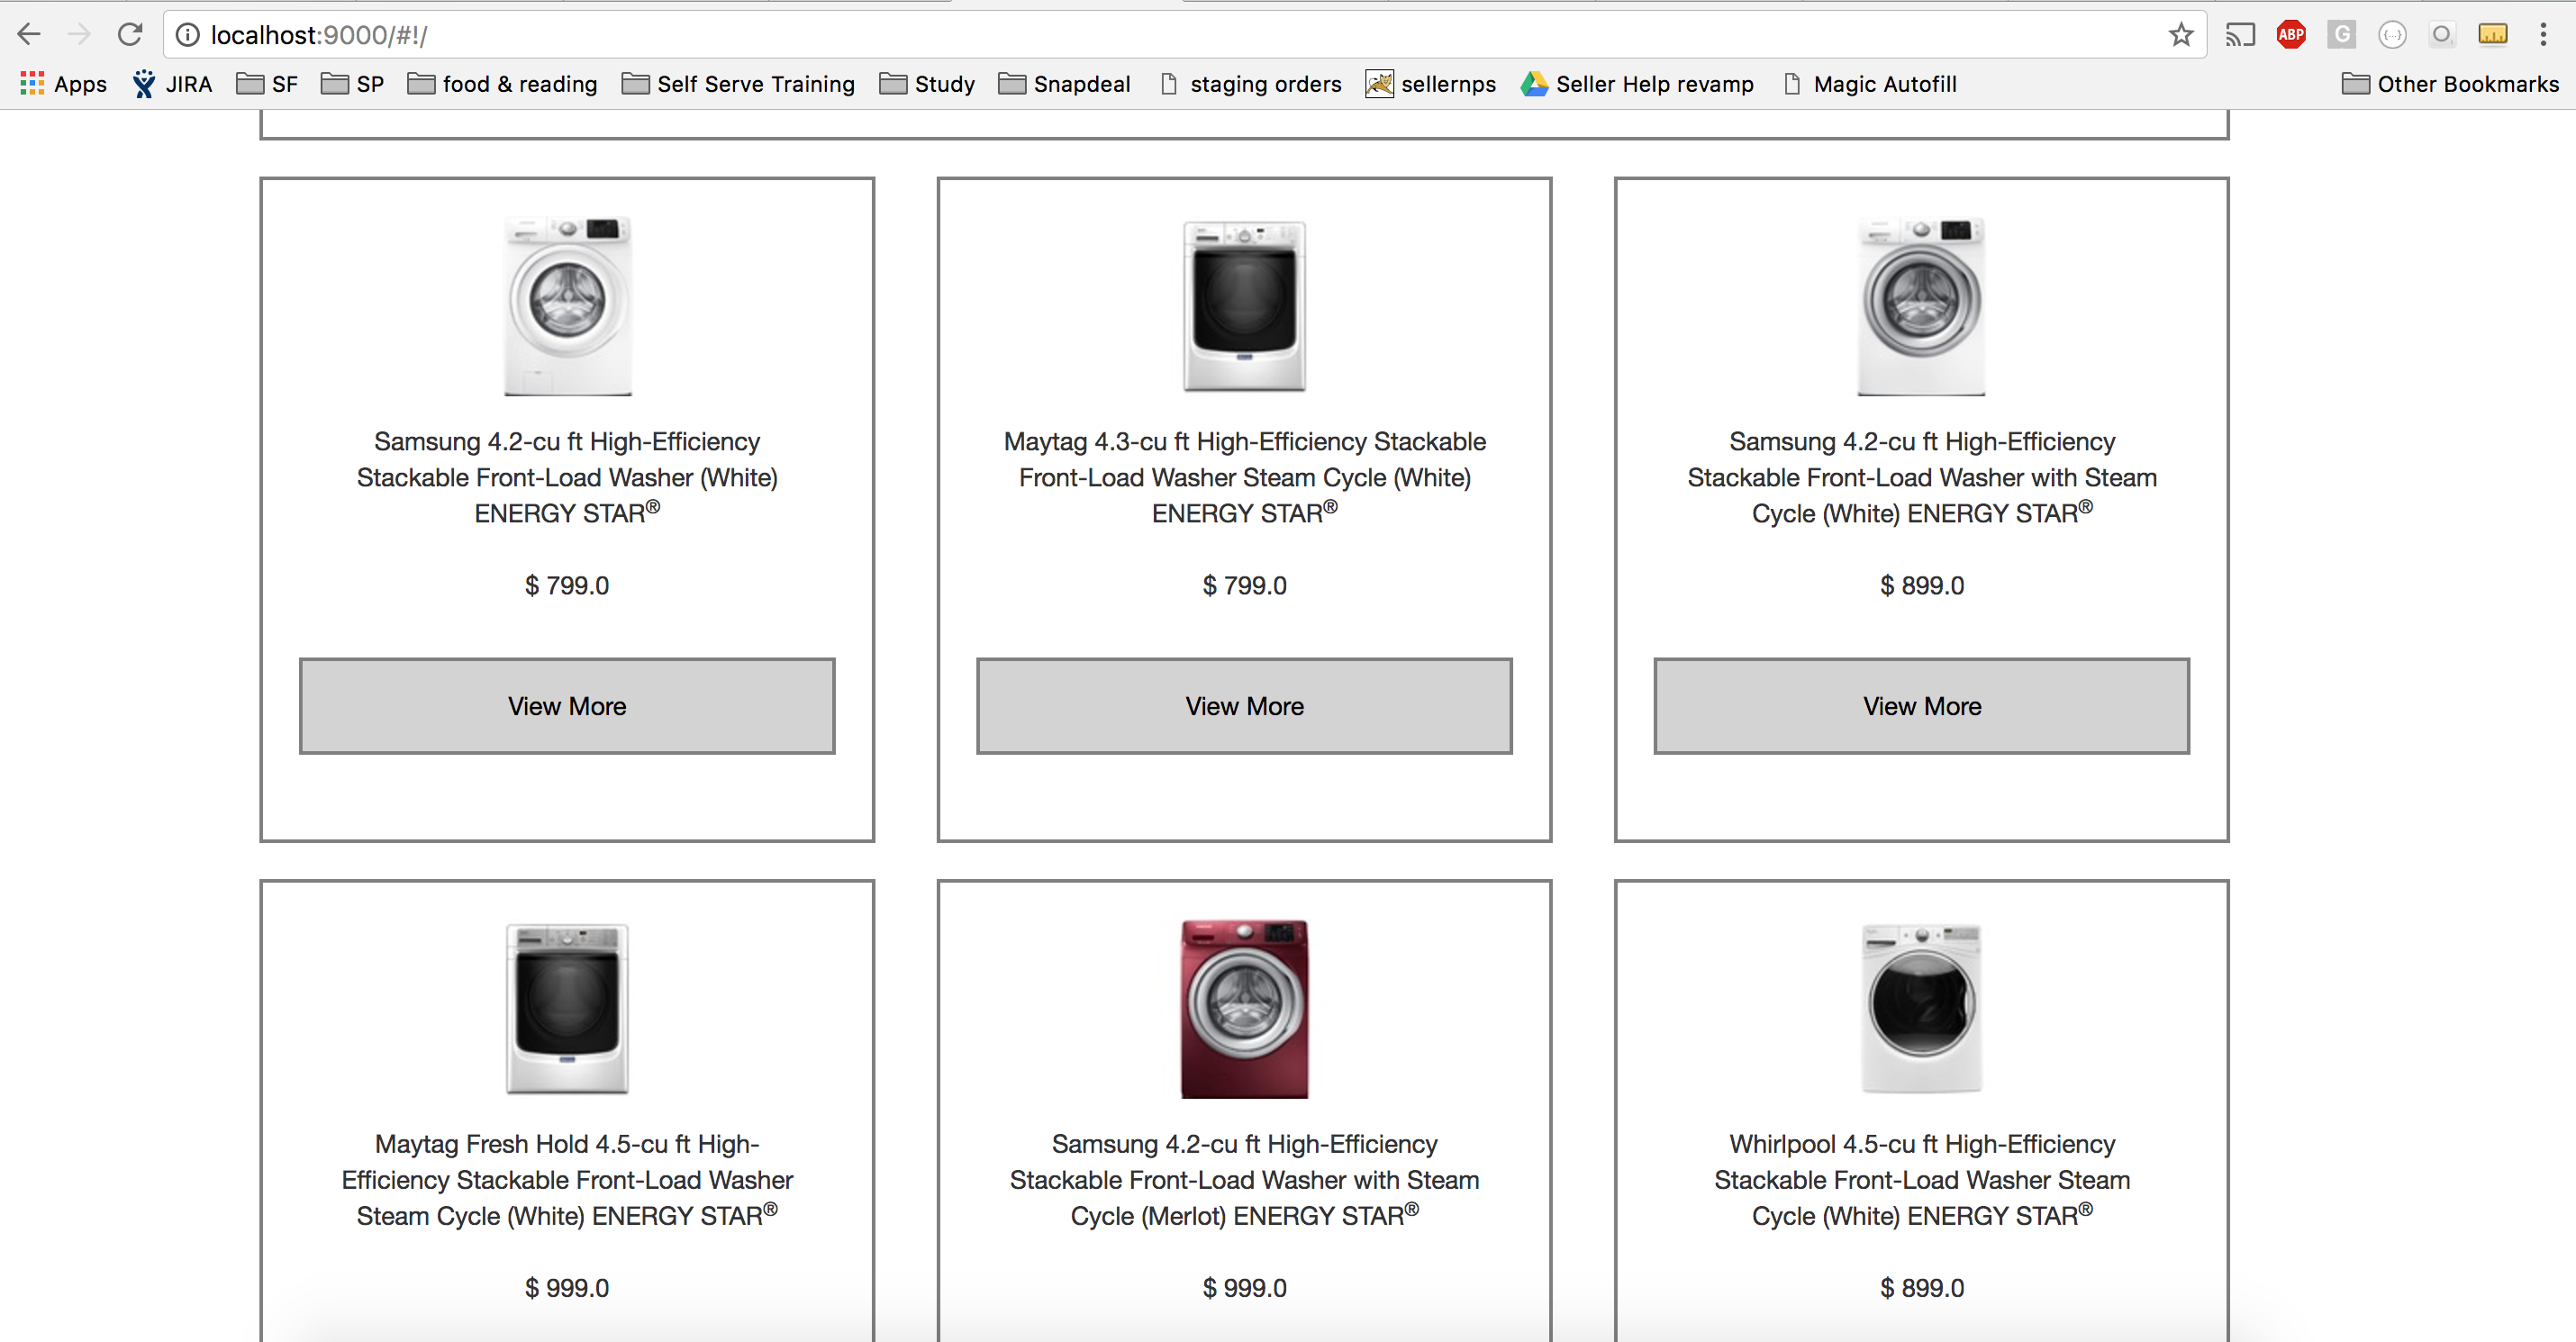 localhost:9000/#!/
ABP
G
Apps JIRA SF SP food & reading Self Serve Training Study Snapdeal staging orders sellernps Seller Help revamp Magic Autofill Other Bookmarks
Samsung 4.2-cu ft High-Efficiency
Stackable Front-Load Washer (White)
ENERGY STAR®
$ 799.0
View More
Maytag 4.3-cu ft High-Efficiency Stackable
Front-Load Washer Steam Cycle (White)
ENERGY STAR®
$ 799.0
View More
Samsung 4.2-cu ft High-Efficiency
Stackable Front-Load Washer with Steam
Cycle (White) ENERGY STAR®
$ 899.0
View More
Maytag Fresh Hold 4.5-cu ft High-
Efficiency Stackable Front-Load Washer
Steam Cycle (White) ENERGY STAR®
$ 999.0
Samsung 4.2-cu ft High-Efficiency
Stackable Front-Load Washer with Steam
Cycle (Merlot) ENERGY STAR®
$ 999.0
Whirlpool 4.5-cu ft High-Efficiency
Stackable Front-Load Washer Steam
Cycle (White) ENERGY STAR®
$ 899.0